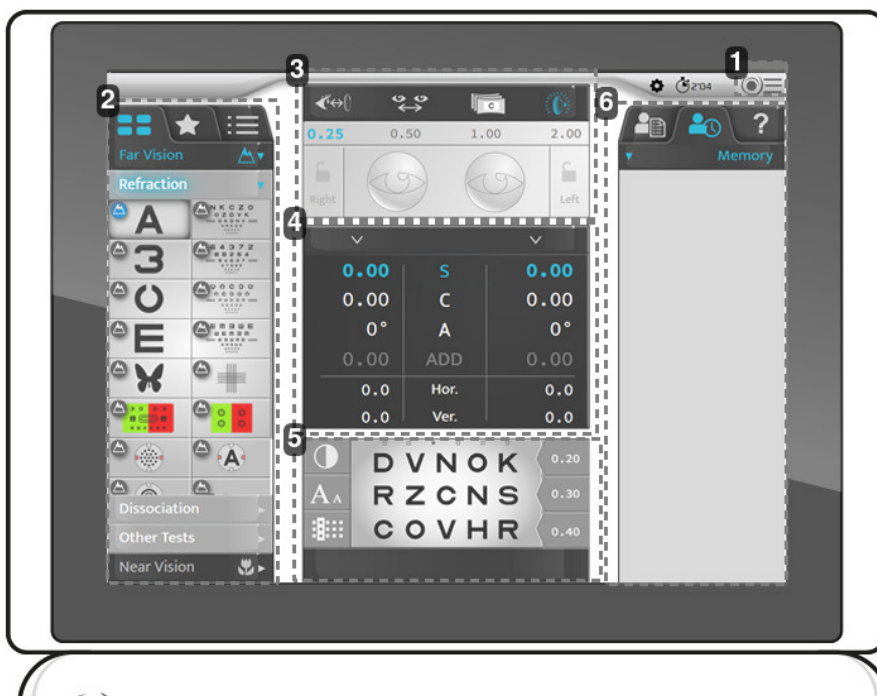 1
2'04
2
3
6
0.25 0.50 1.00 2.00
?
Far Vision
Memory
Refraction
Right
Left
A
3
E
A
4
0.00 S 0.00
0.00 C 0.00
0° A 0°
0.00 ADD 0.00
0.0 Hor. 0.0
0.0 Ver. 0.0
5
D V N O K 0.20
A A R Z C N S 0.30
C O V H R 0.40
Dissociation
Other Tests
Near Vision